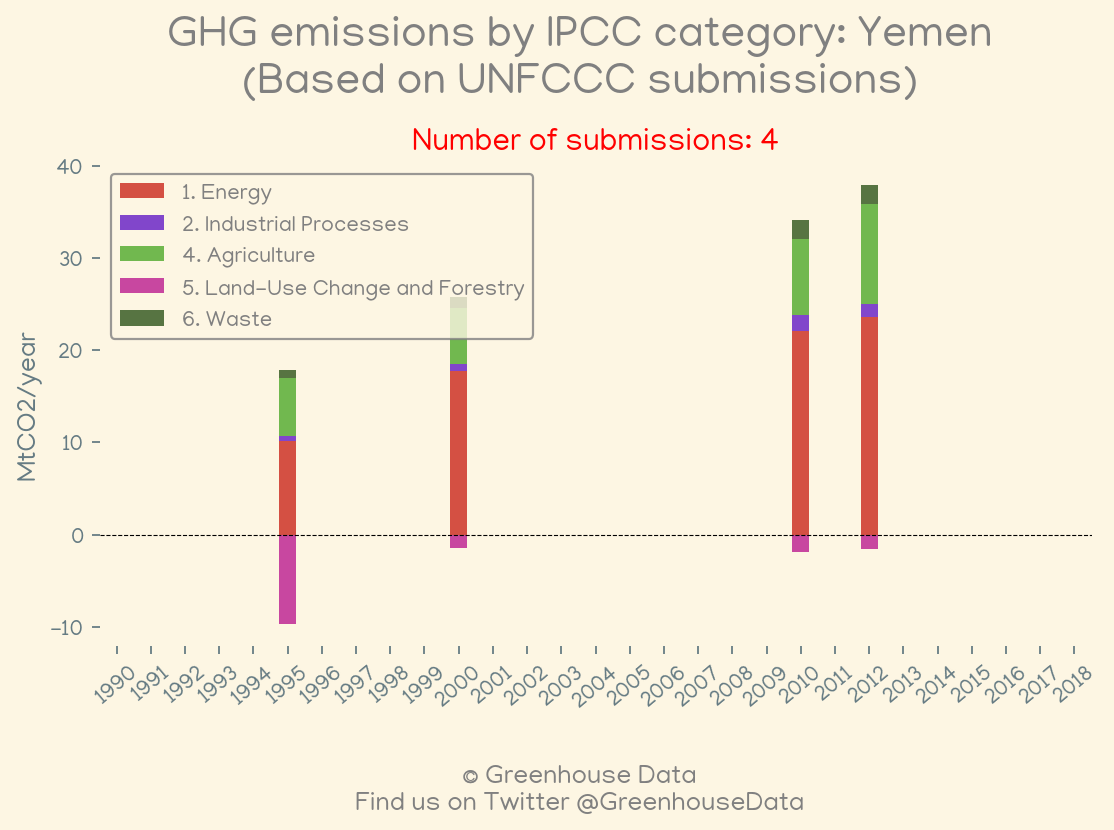 GHG emissions by IPCC category: Yemen
(Based on UNFCCC submissions)
Number of submissions: 4
40
30
20
10
0
−10
MtCO2/year
1. Energy
2. Industrial Processes
4. Agriculture
5. Land-Use Change and Forestry
6. Waste
1990 1991 1992 1993 1994 1995 1996 1997 1998 1999 2000 2001 2002 2003 2004 2005 2006 2007 2008 2009 2010 2011 2012 2013 2014 2015 2016 2017 2018
© Greenhouse Data
Find us on Twitter @GreenhouseData